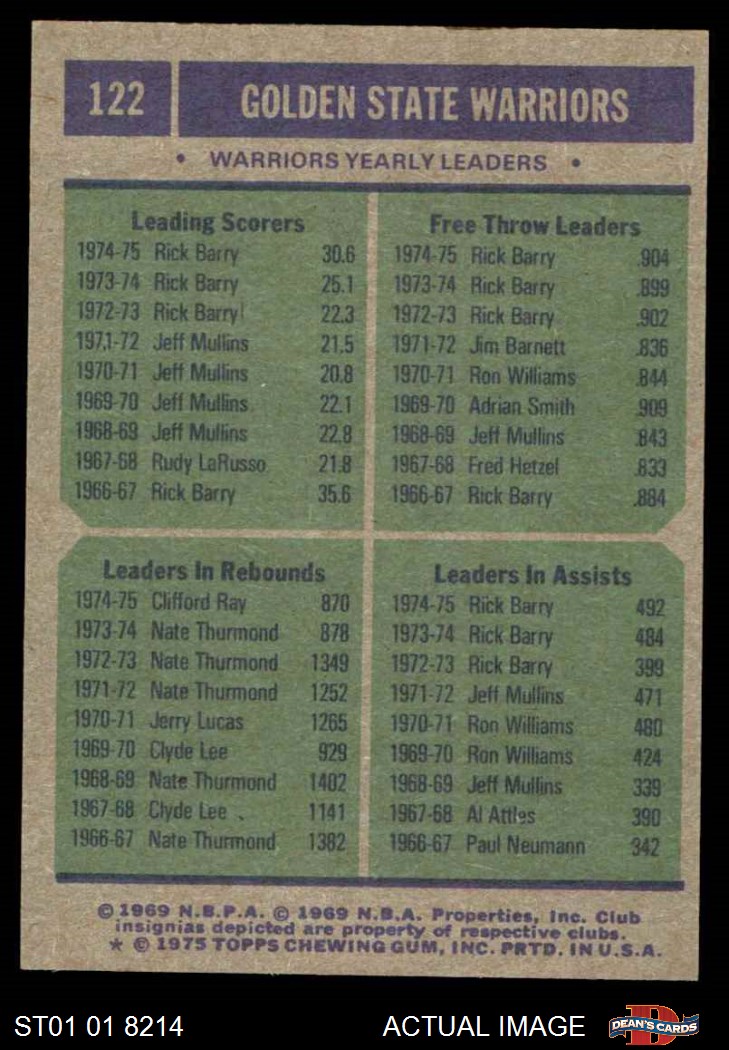 122 GOLDEN STATE WARRIORS
• WARRIORS YEARLY LEADERS •
Leading Scorers
1974-75 Rick Barry 30.6
1973-74 Rick Barry 25.1
1972-73 Rick Barry 22.3
1971-72 Jeff Mullins 21.5
1970-71 Jeff Mullins 20.8
1969-70 Jeff Mullins 22.1
1968-69 Jeff Mullins 22.8
1967-68 Rudy LaRusso 21.8
1966-67 Rick Barry 35.6
Free Throw Leaders
1974-75 Rick Barry .904
1973-74 Rick Barry .899
1972-73 Rick Barry .902
1971-72 Jim Barnett .836
1970-71 Ron Williams .844
1969-70 Adrian Smith .909
1968-69 Jeff Mullins .843
1967-68 Fred Hetzel .833
1966-67 Rick Barry .884
Leaders In Rebounds
1974-75 Clifford Ray 870
1973-74 Nate Thurmond 878
1972-73 Nate Thurmond 1349
1971-72 Nate Thurmond 1252
1970-71 Jerry Lucas 1265
1969-70 Clyde Lee 929
1968-69 Nate Thurmond 1402
1967-68 Clyde Lee 1141
1966-67 Nate Thurmond 1382
Leaders In Assists
1974-75 Rick Barry 492
1973-74 Rick Barry 484
1972-73 Rick Barry 399
1971-72 Jeff Mullins 471
1970-71 Ron Williams 480
1969-70 Ron Williams 424
1968-69 Jeff Mullins 339
1967-68 Al Attles 390
1966-67 Paul Neumann 342
© 1969 N.B.P.A. © 1969 N.B.A. Properties, Inc. Club
insignias depicted are property of respective clubs.
* © 1975 TOPPS CHEWING GUM, INC. PRTD. IN U.S.A.
ST01 01 8214 ACTUAL IMAGE D DEAN'S CARDS